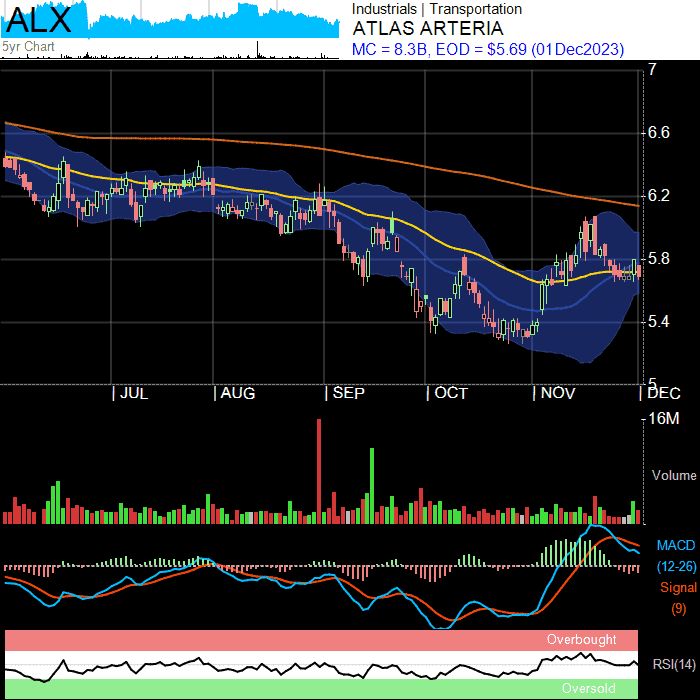 ALX
5yr Chart
Industrials | Transportation
ATLAS ARTERIA
MC = 8.3B, EOD = $5.69 (01Dec2023)
7
6.6
6.2
5.8
5.4
5
| JUL | AUG | SEP | OCT | NOV | DEC
16M
Volume
MACD
(12-26)
Signal
(9)
Overbought
RSI(14)
Oversold